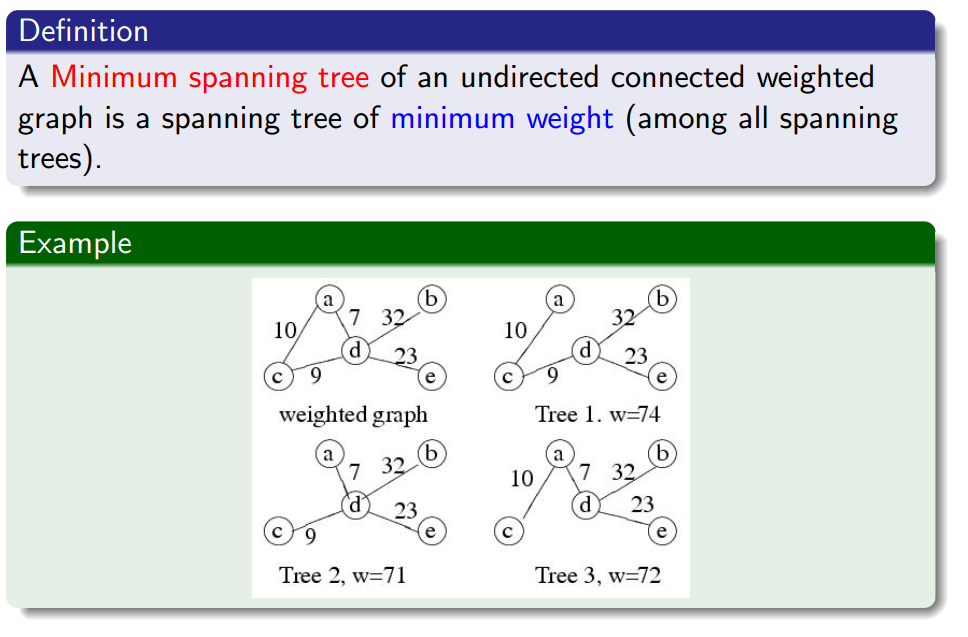 Definition
A Minimum spanning tree of an undirected connected weighted
graph is a spanning tree of minimum weight (among all spanning
trees).
Example
a b
7 32
10
d
23
c 9 e
weighted graph
a b
32
10
d
23
c 9 e
Tree 1. w=74
a b
7 32
d
23
c 9 e
Tree 2, w=71
a b
10 7 32
d 23
c e
Tree 3, w=72